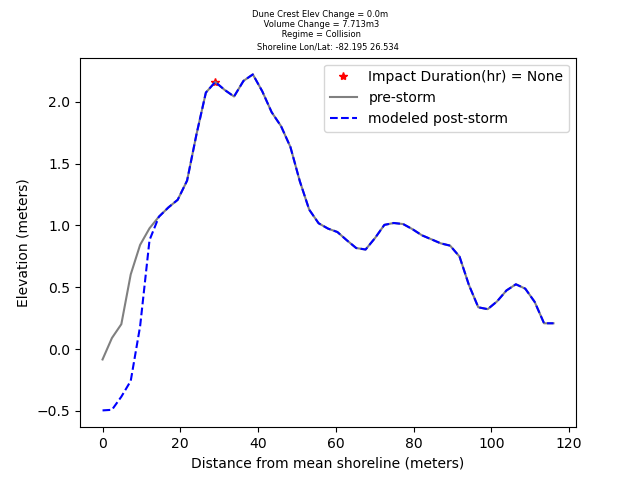 Dune Crest Elev Change = 0.0m
Volume Change = 7.713m3
Regime = Collision
Shoreline Lon/Lat: -82.195 26.534
Impact Duration(hr) = None
pre-storm
modeled post-storm
Elevation (meters)
2.0
1.5
1.0
0.5
0.0
−0.5
0 20 40 60 80 100 120
Distance from mean shoreline (meters)